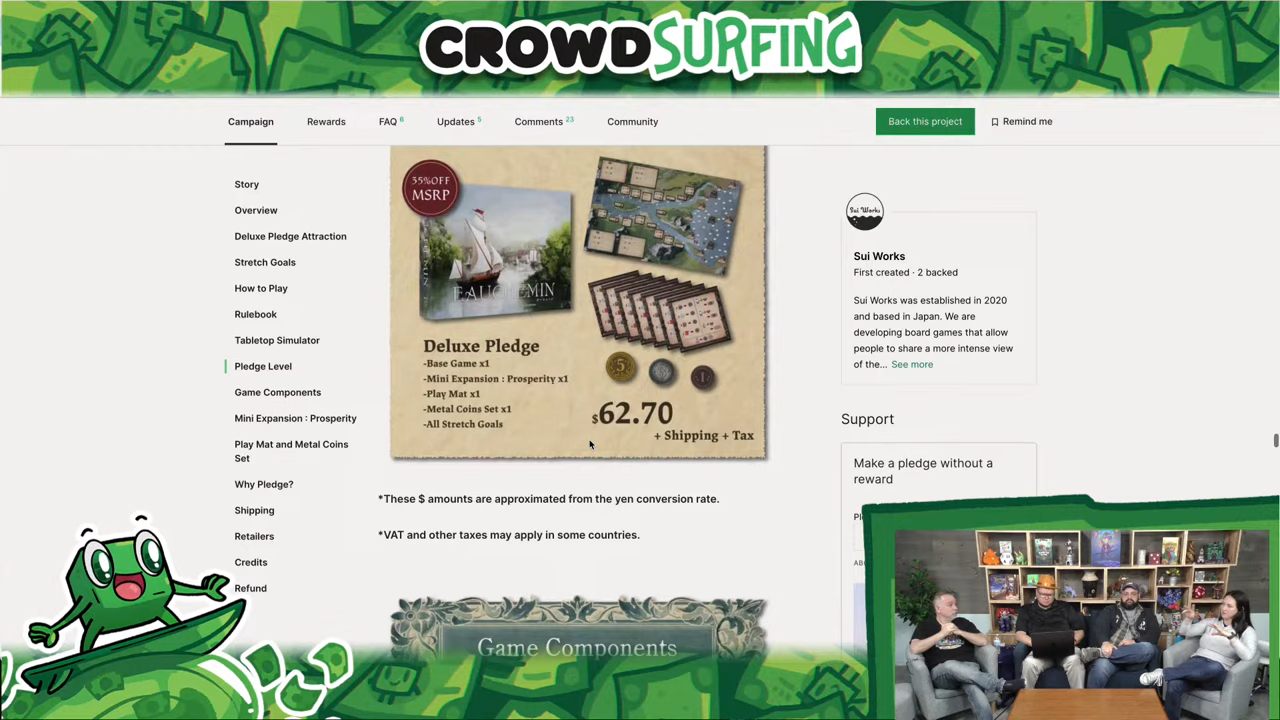 CROWDSURFING
Campaign
Rewards
FAQ 6
Updates 5
Comments 23
Community
Back this project
Remind me
Story
Overview
Deluxe Pledge Attraction
Stretch Goals
How to Play
Rulebook
Tabletop Simulator
Pledge Level
Game Components
Mini Expansion : Prosperity
Play Mat and Metal Coins
Set
Why Pledge?
Shipping
Retailers
Credits
Refund
35%OFF
MSRP
EAUCHEMIN
Deluxe Pledge
-Base Game x1
-Mini Expansion : Prosperity x1
-Play Mat x1
-Metal Coins Set x1
-All Stretch Goals
5
1
$62.70
+ Shipping + Tax
*These $ amounts are approximated from the yen conversion rate.
*VAT and other taxes may apply in some countries.
Game Components
Sui Works
Sui Works
First created · 2 backed
Sui Works was established in 2020
and based in Japan. We are
developing board games that allow
people to share a more intense view
of the... See more
Support
Make a pledge without a
reward